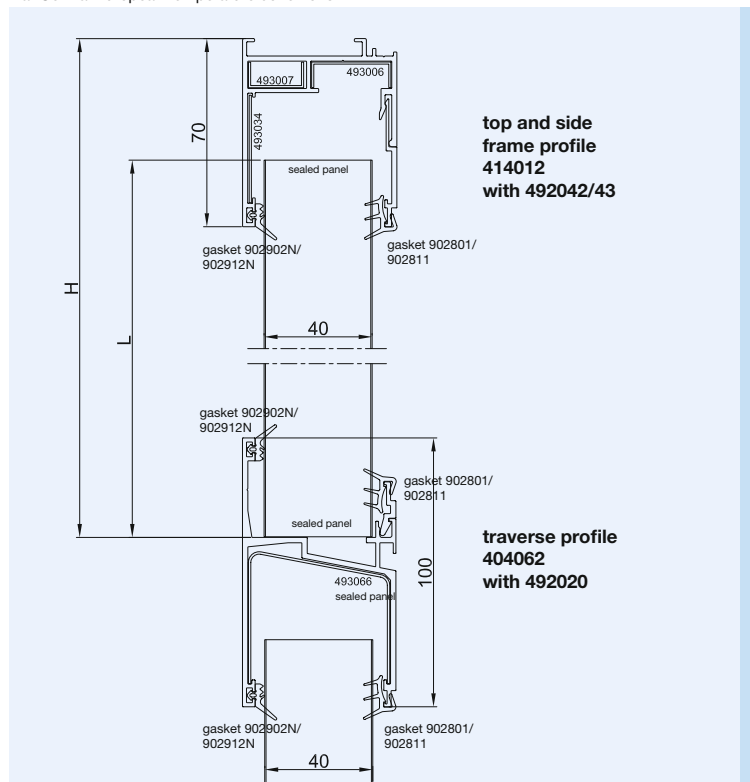 493007
493006
493034
70
sealed panel
top and side
frame profile
414012
with 492042/43
gasket 902902N/
902912N
gasket 902801/
902811
H
L
40
gasket 902902N/
902912N
gasket 902801/
902811
sealed panel
traverse profile
404062
with 492020
100
493066
sealed panel
gasket 902902N/
902912N
gasket 902801/
902811
40